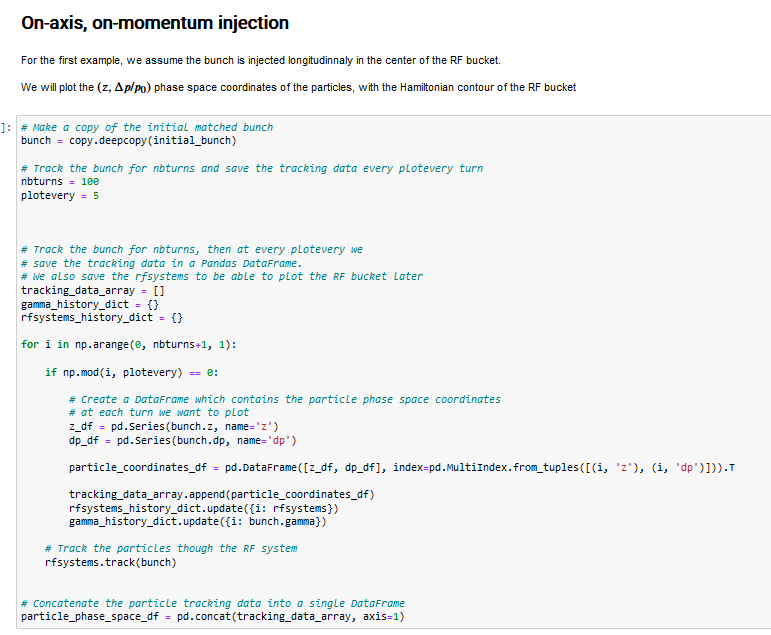 On-axis, on-momentum injection
For the first example, we assume the bunch is injected longitudinnaly in the center of the RF bucket.
We will plot the (z, Δp/p₀) phase space coordinates of the particles, with the Hamiltonian contour of the RF bucket
]: # Make a copy of the initial matched bunch
bunch = copy.deepcopy(initial_bunch)
# Track the bunch for nbturns and save the tracking data every plotevery turn
nbturns = 100
plotevery = 5
# Track the bunch for nbturns, then at every plotevery we
# save the tracking data in a Pandas DataFrame.
# We also save the rfsystems to be able to plot the RF bucket later
tracking_data_array = []
gamma_history_dict = {}
rfsystems_history_dict = {}
for i in np.arange(0, nbturns+1, 1):
    if np.mod(i, plotevery) == 0:
        # Create a DataFrame which contains the particle phase space coordinates
        # at each turn we want to plot
        z_df = pd.Series(bunch.z, name='z')
        dp_df = pd.Series(bunch.dp, name='dp')
        particle_coordinates_df = pd.DataFrame([z_df, dp_df], index=pd.MultiIndex.from_tuples([(i, 'z'), (i, 'dp')])).T
        tracking_data_array.append(particle_coordinates_df)
        rfsystems_history_dict.update({i: rfsystems})
        gamma_history_dict.update({i: bunch.gamma})
    # Track the particles though the RF system
    rfsystems.track(bunch)
# Concatenate the particle tracking data into a single DataFrame
particle_phase_space_df = pd.concat(tracking_data_array, axis=1)